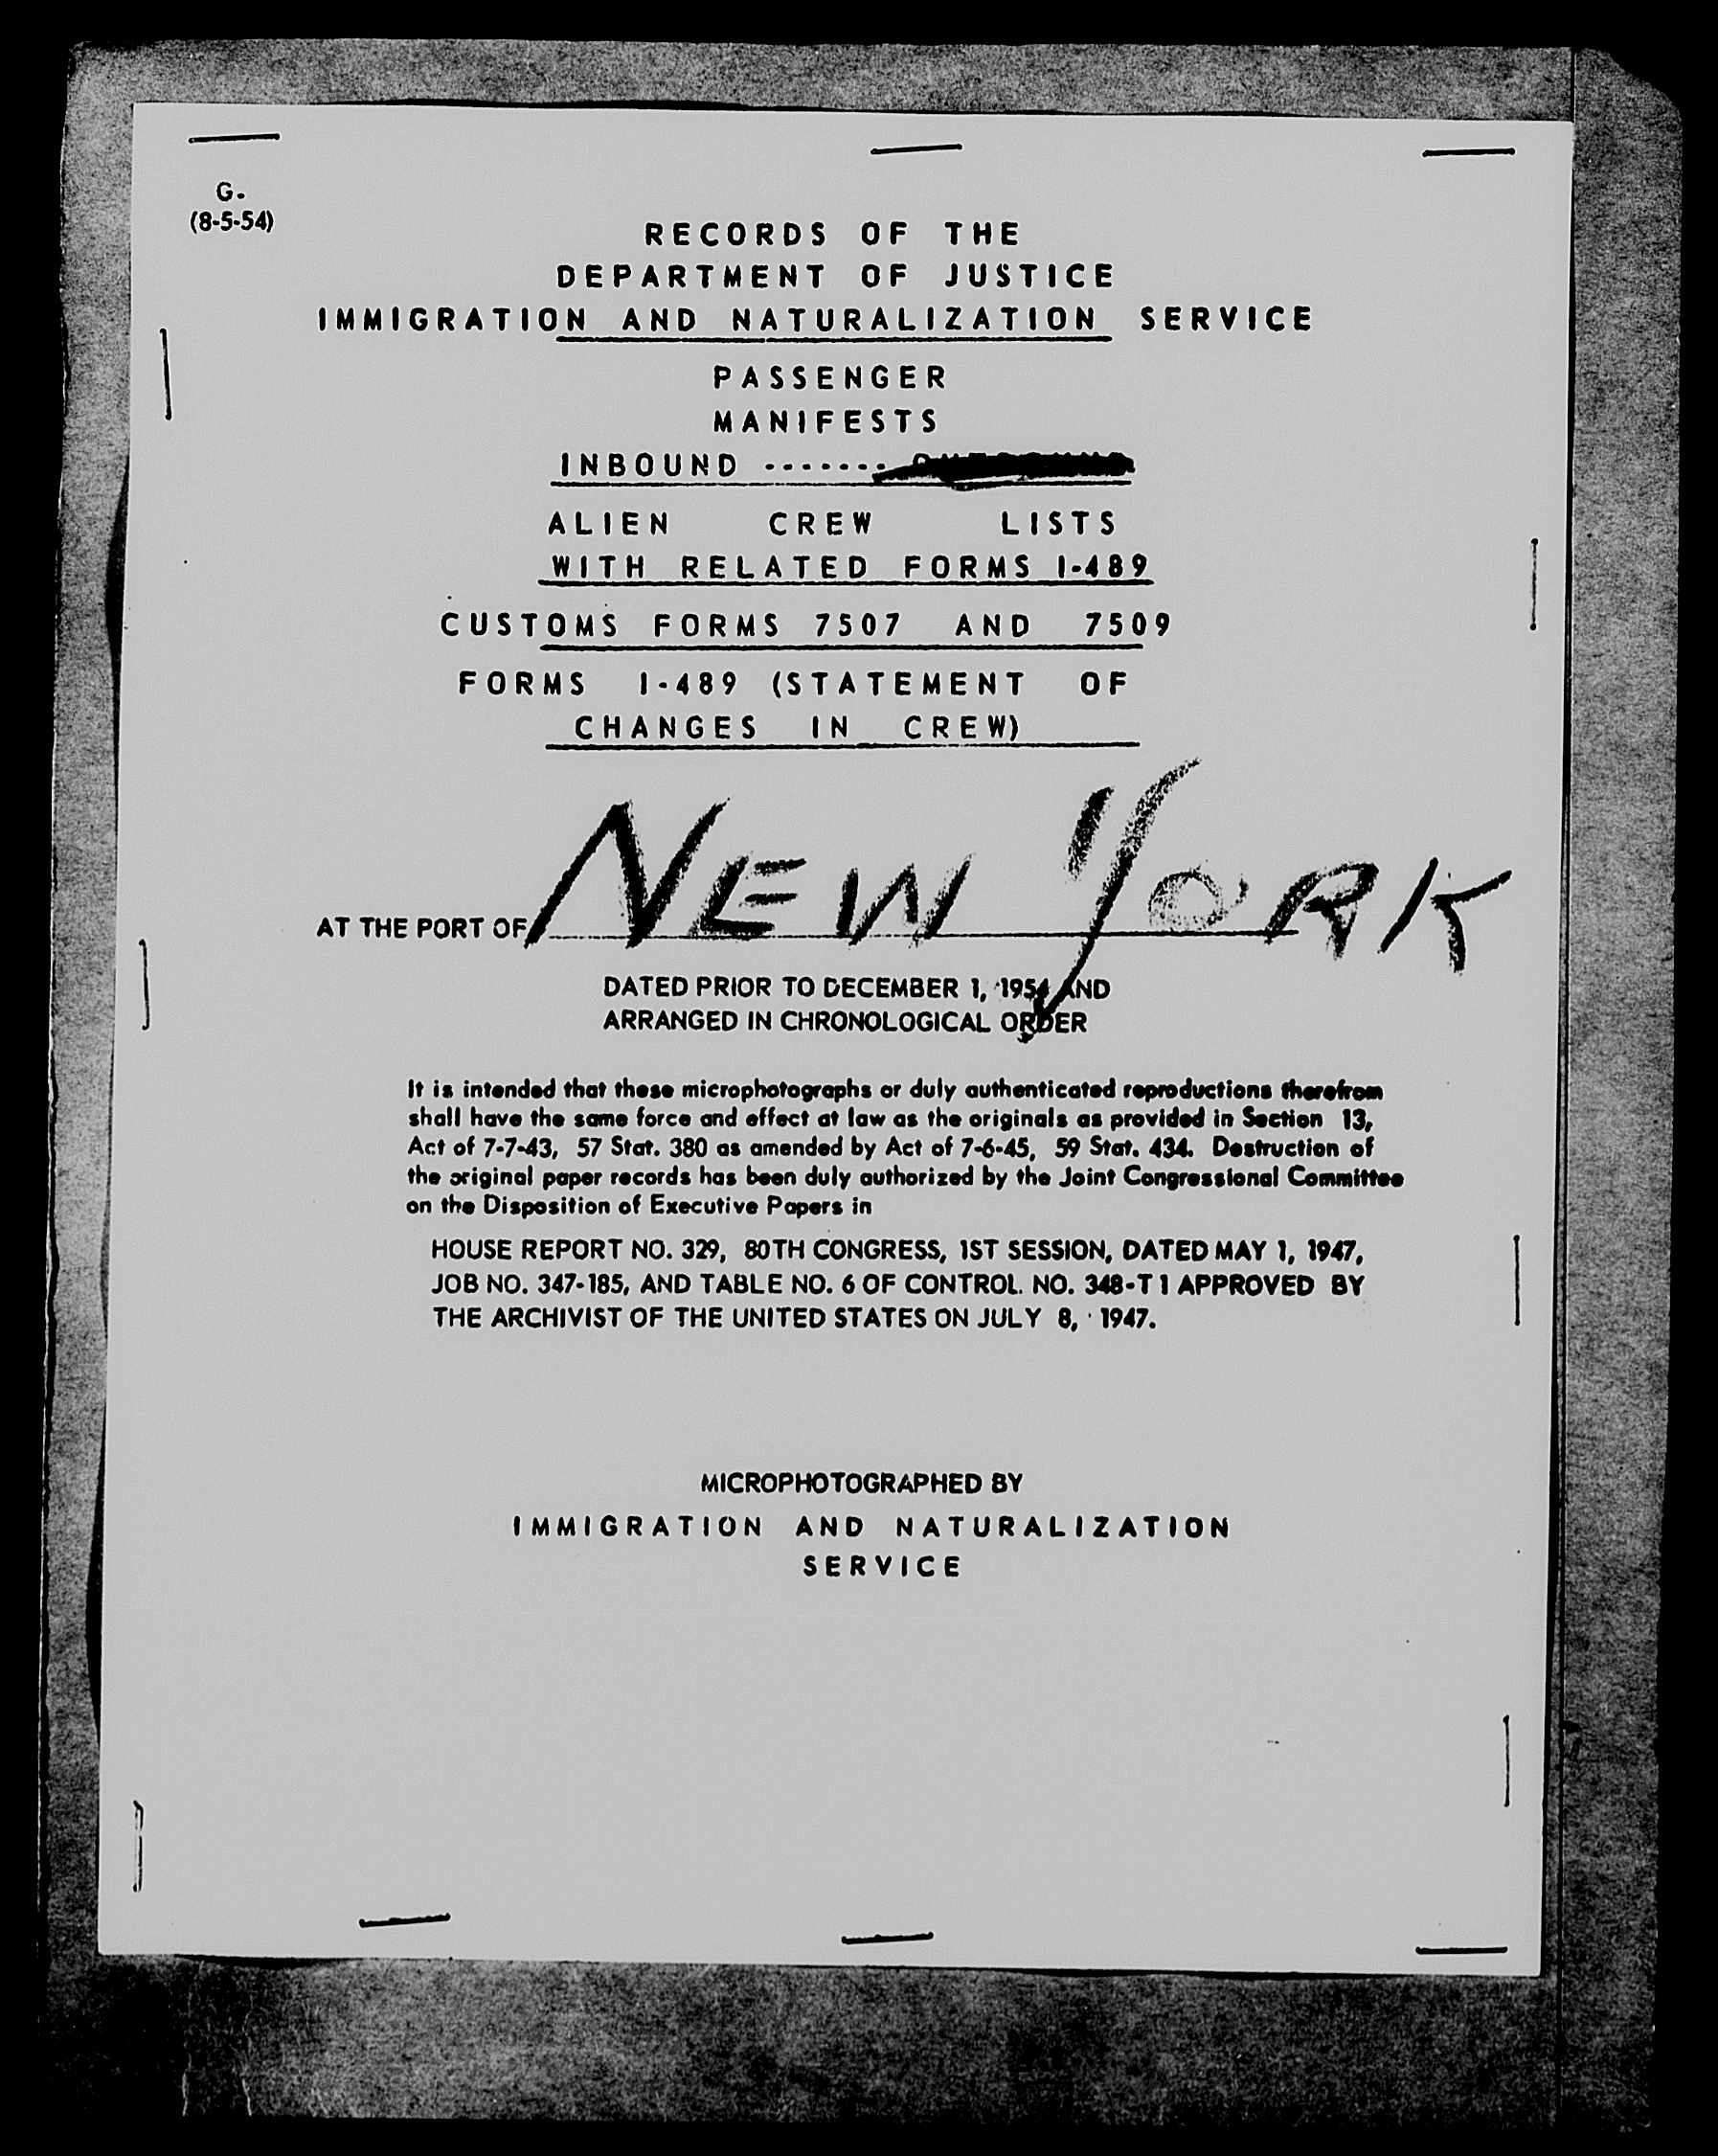 G.
(8-5-54)
RECORDS OF THE
DEPARTMENT OF JUSTICE
IMMIGRATION AND NATURALIZATION SERVICE
PASSENGER
MANIFESTS
INBOUND -------
ALIEN CREW LISTS
WITH RELATED FORMS I-489
CUSTOMS FORMS 7507 AND 7509
FORMS I-489 (STATEMENT OF
CHANGES IN CREW)
AT THE PORT OF NEW YORK
DATED PRIOR TO DECEMBER 1, 1954 AND
ARRANGED IN CHRONOLOGICAL ORDER
It is intended that these microphotographs or duly authenticated reproductions therefrom
shall have the same force and effect at law as the originals as provided in Section 13,
Act of 7-7-43, 57 Stat. 380 as amended by Act of 7-6-45, 59 Stat. 434. Destruction of
the original paper records has been duly authorized by the Joint Congressional Committee
on the Disposition of Executive Papers in
HOUSE REPORT NO. 329, 80TH CONGRESS, 1ST SESSION, DATED MAY 1, 1947,
JOB NO. 347-185, AND TABLE NO. 6 OF CONTROL NO. 348-T1 APPROVED BY
THE ARCHIVIST OF THE UNITED STATES ON JULY 8, 1947.
MICROPHOTOGRAPHED BY
IMMIGRATION AND NATURALIZATION
SERVICE